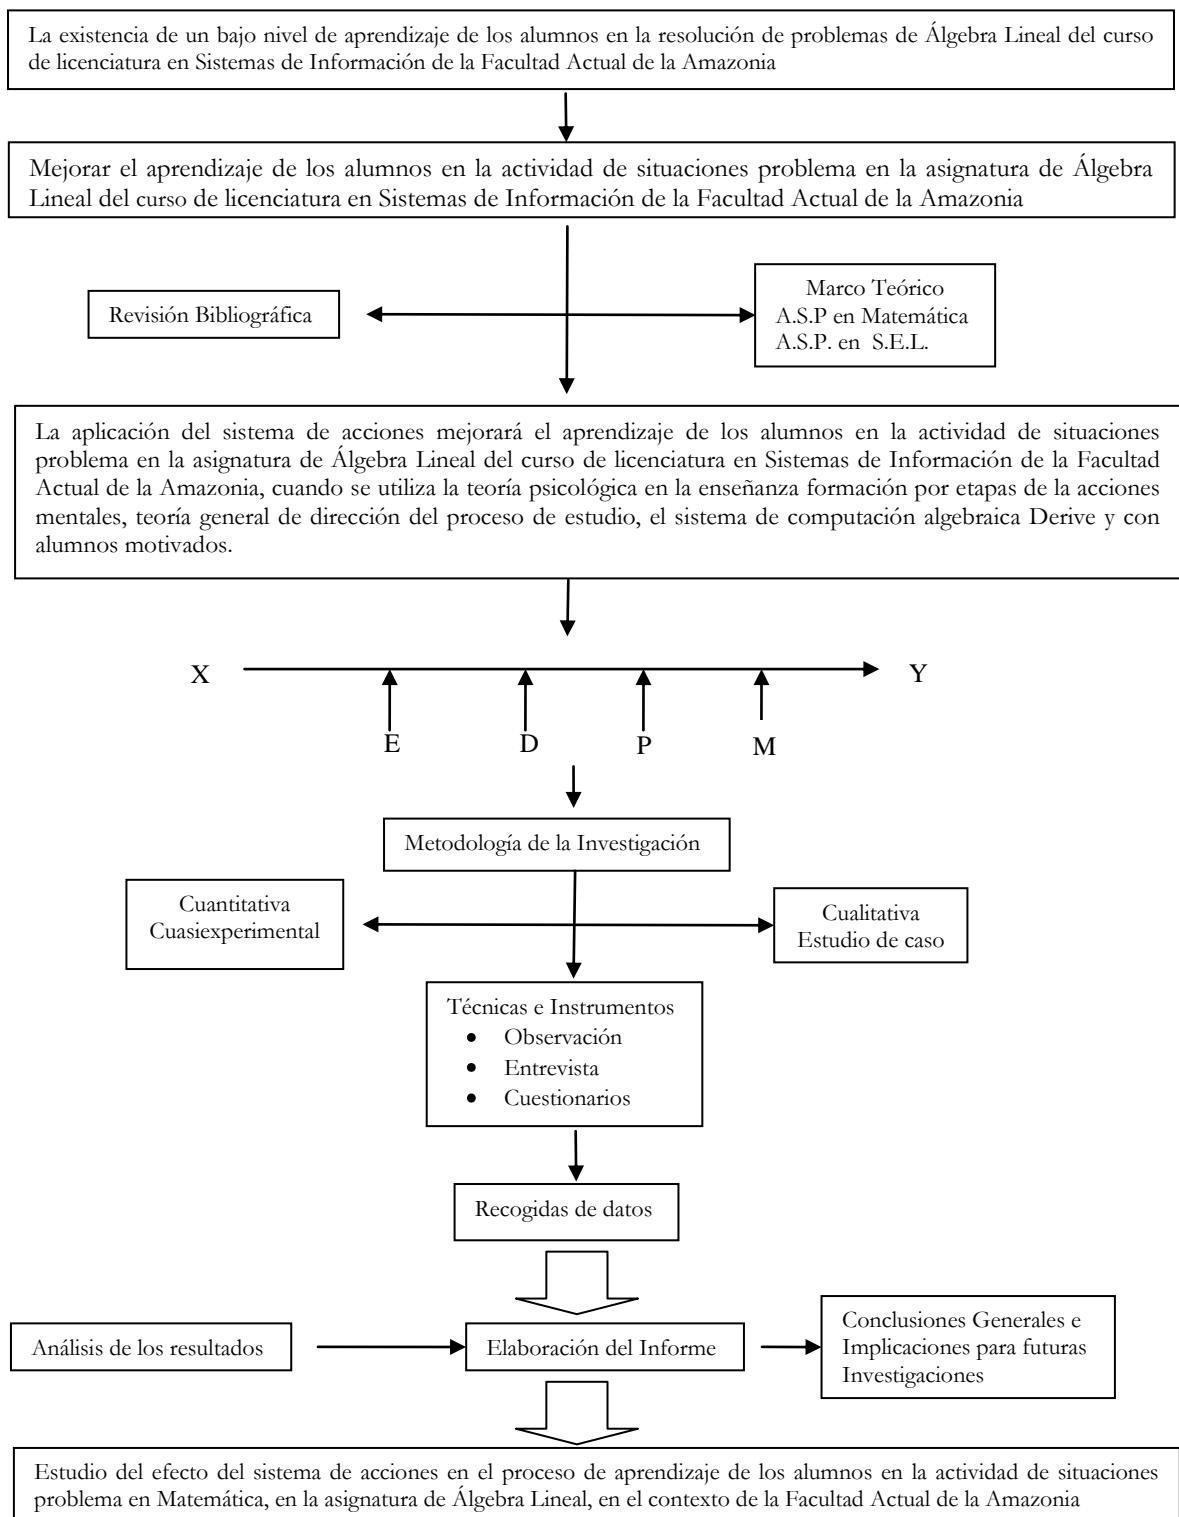 La existencia de un bajo nivel de aprendizaje de los alumnos en la resolución de problemas de Álgebra Lineal del curso
de licenciatura en Sistemas de Información de la Facultad Actual de la Amazonia
Mejorar el aprendizaje de los alumnos en la actividad de situaciones problema en la asignatura de Álgebra
Lineal del curso de licenciatura en Sistemas de Información de la Facultad Actual de la Amazonia
Revisión Bibliográfica
Marco Teórico
A.S.P en Matemática
A.S.P. en S.E.L.
La aplicación del sistema de acciones mejorará el aprendizaje de los alumnos en la actividad de situaciones
problema en la asignatura de Álgebra Lineal del curso de licenciatura en Sistemas de Información de la Facultad
Actual de la Amazonia, cuando se utiliza la teoría psicológica en la enseñanza formación por etapas de la acciones
mentales, teoría general de dirección del proceso de estudio, el sistema de computación algebraica Derive y con
alumnos motivados.
X
Y
E
D
P
M
Metodología de la Investigación
Cuantitativa
Cuasiexperimental
Cualitativa
Estudio de caso
Técnicas e Instrumentos
• Observación
• Entrevista
• Cuestionarios
Recogidas de datos
Análisis de los resultados
Elaboración del Informe
Conclusiones Generales e
Implicaciones para futuras
Investigaciones
Estudio del efecto del sistema de acciones en el proceso de aprendizaje de los alumnos en la actividad de situaciones
problema en Matemática, en la asignatura de Álgebra Lineal, en el contexto de la Facultad Actual de la Amazonia